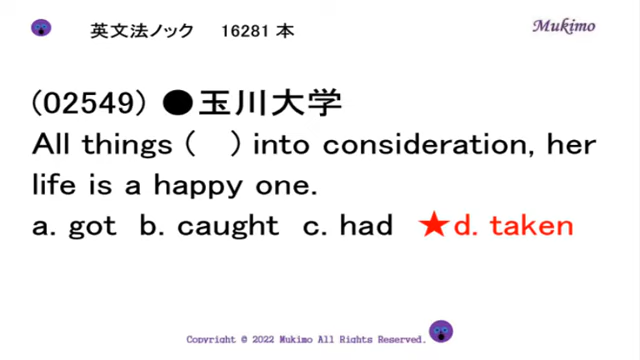 英文法ノック 16281 本
Mukimo
(02549) ●玉川大学
All things ( ) into consideration, her
life is a happy one.
a. got b. caught c. had ★d. taken
Copyright @ 2022 Mukimo All Rights Reserved.